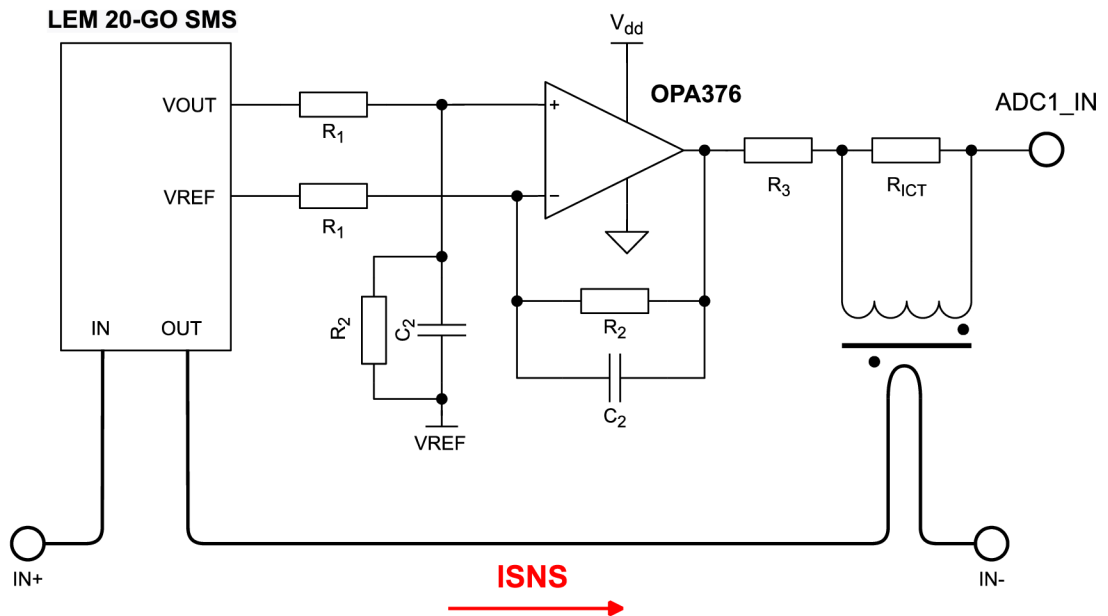 LEM 20-GO SMS
Vdd
VOUT
R1
+
OPA376
ADC1_IN
VREF
R1
−
R3
RICT
R2
C2
R2
C2
VREF
IN
OUT
IN+
ISNS
IN-